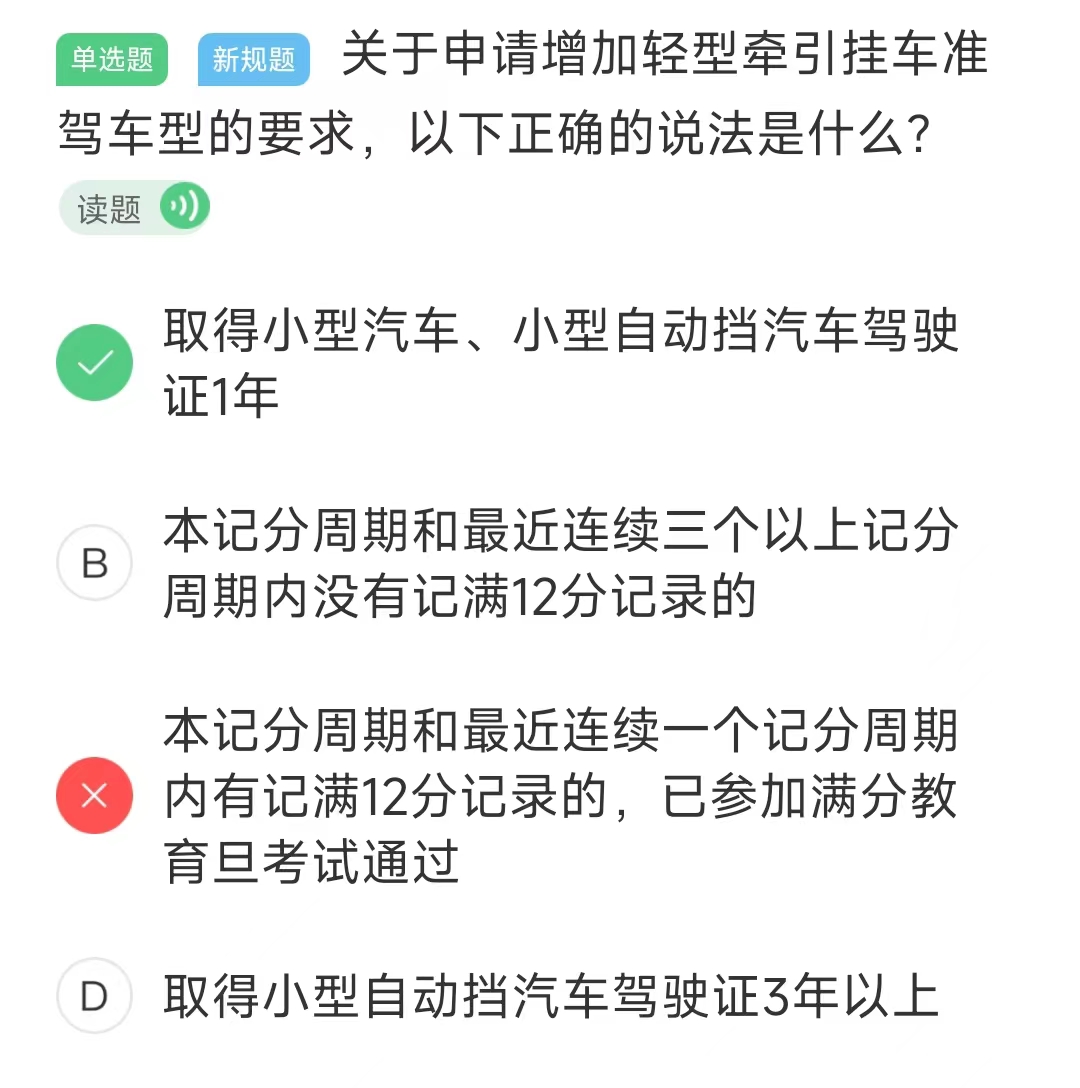 单选题 新规题 关于申请增加轻型牵引挂车准
驾车型的要求，以下正确的说法是什么？
读题
取得小型汽车、小型自动挡汽车驾驶
证1年
B 本记分周期和最近连续三个以上记分
周期内没有记满12分记录的
本记分周期和最近连续一个记分周期
内有记满12分记录的，已参加满分教
育旦考试通过
D 取得小型自动挡汽车驾驶证3年以上